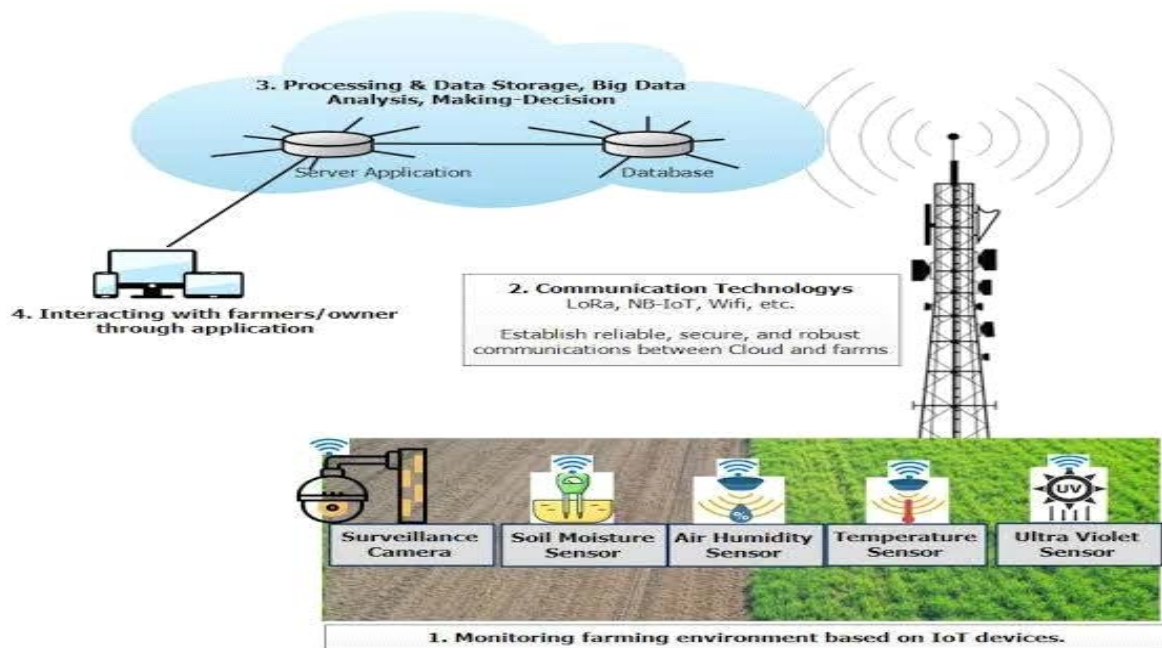 3. Processing & Data Storage, Big Data
Analysis, Making-Decision
Server Application
Database
4. Interacting with farmers/owner
through application
2. Communication Technologys
LoRa, NB-IoT, Wifi, etc.
Establish reliable, secure, and robust
communications between Cloud and farms
Surveillance
Camera
Soil Moisture
Sensor
Air Humidity
Sensor
%
Temperature
Sensor
UV
Ultra Violet
Sensor
1. Monitoring farming environment based on IoT devices.